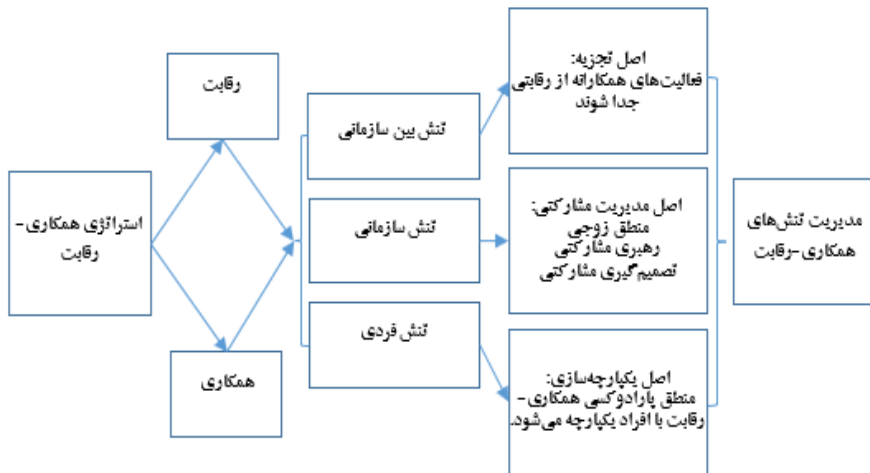 استراتژی همکاری-
رقابت
رقابت
همکاری
تنش بین سازمانی
تنش سازمانی
تنش فردی
اصل تجزیه:
فعالیت‌های همکارانه از رقابتی
جدا شوند
اصل مدیریت مشارکتی:
منطق زوجی
رهبری مشارکتی
تصمیم‌گیری مشارکتی
اصل یکپارچه‌سازی:
منطق پارادوکسی همکاری-
رقابت با افراد یکپارچه می‌شود.
مدیریت تنش‌های
همکاری-رقابت